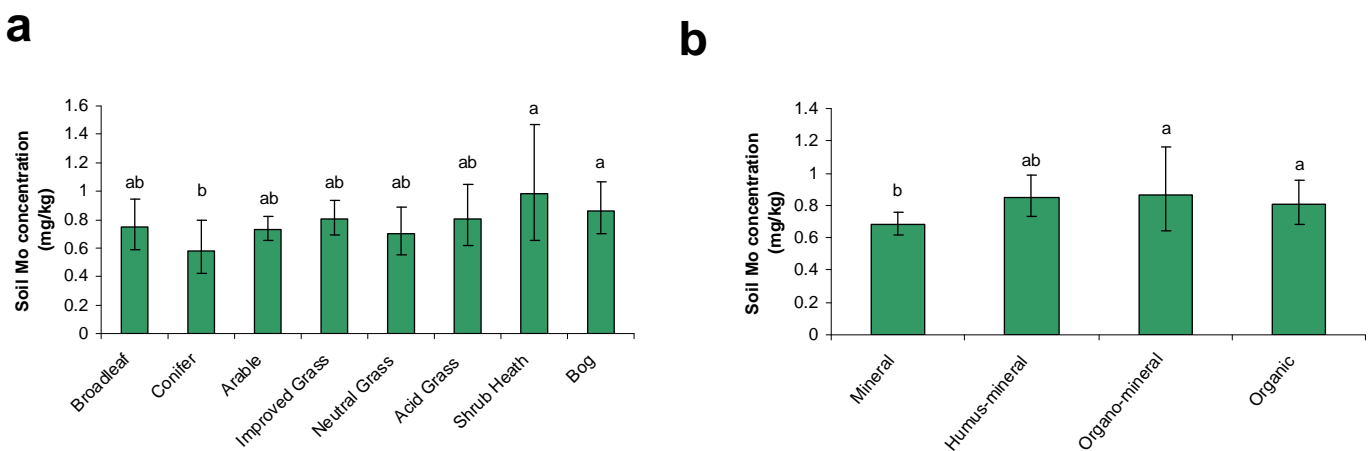 a
Soil Mo concentration
(mg/kg)
1.6
1.4
1.2
1
0.8
0.6
0.4
0.2
0
ab
b
ab
ab
ab
ab
a
a
Broadleaf
Conifer
Arable
Improved Grass
Neutral Grass
Acid Grass
Shrub Heath
Bog
b
Soil Mo concentration
(mg/kg)
1.4
1.2
1
0.8
0.6
0.4
0.2
0
b
ab
a
a
Mineral
Humus-mineral
Organo-mineral
Organic